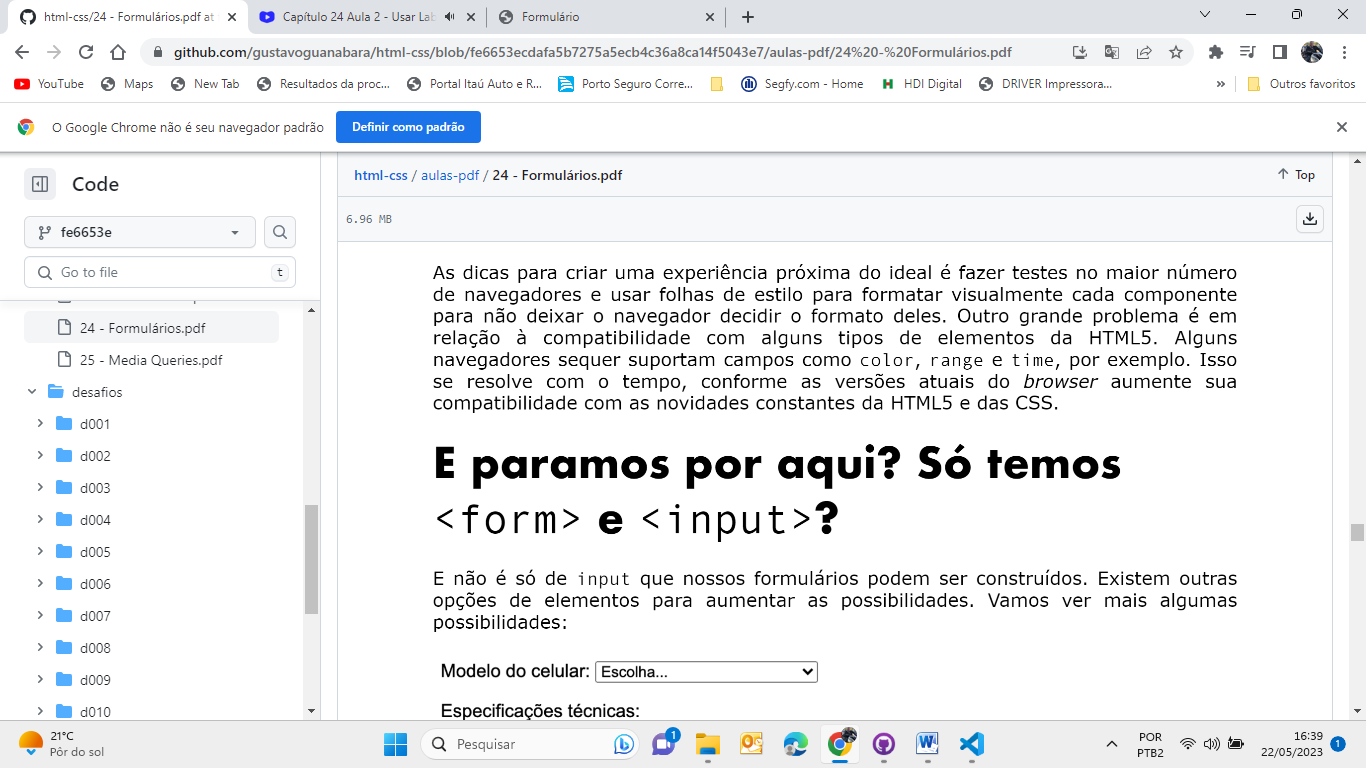 html-css/24 - Formulários.pdf at
Capítulo 24 Aula 2 - Usar Lab
Formulário
github.com/gustavoguanabara/html-css/blob/fe6653ecdafa5b7275a5ecb4c36a8ca14f5043e7/aulas-pdf/24%20-%20Formulários.pdf
YouTube
Maps
New Tab
Resultados da proc...
Portal Itaú Auto e R...
Porto Seguro Corre...
Segfy.com - Home
HDI Digital
DRIVER Impressora...
»
Outros favoritos
O Google Chrome não é seu navegador padrão
Definir como padrão
Code
fe6653e
Go to file
t
24 - Formulários.pdf
25 - Media Queries.pdf
desafios
d001
d002
d003
d004
d005
d006
d007
d008
d009
d010
html-css / aulas-pdf / 24 - Formulários.pdf
Top
6.96 MB
As dicas para criar uma experiência próxima do ideal é fazer testes no maior número
de navegadores e usar folhas de estilo para formatar visualmente cada componente
para não deixar o navegador decidir o formato deles. Outro grande problema é em
relação à compatibilidade com alguns tipos de elementos da HTML5. Alguns
navegadores sequer suportam campos como color, range e time, por exemplo. Isso
se resolve com o tempo, conforme as versões atuais do browser aumente sua
compatibilidade com as novidades constantes da HTML5 e das CSS.
E paramos por aqui? Só temos
<form> e <input>?
E não é só de input que nossos formulários podem ser construídos. Existem outras
opções de elementos para aumentar as possibilidades. Vamos ver mais algumas
possibilidades:
Modelo do celular: Escolha...
Especificações técnicas:
21°C
Pôr do sol
Pesquisar
1
POR
PTB2
16:39
22/05/2023
1